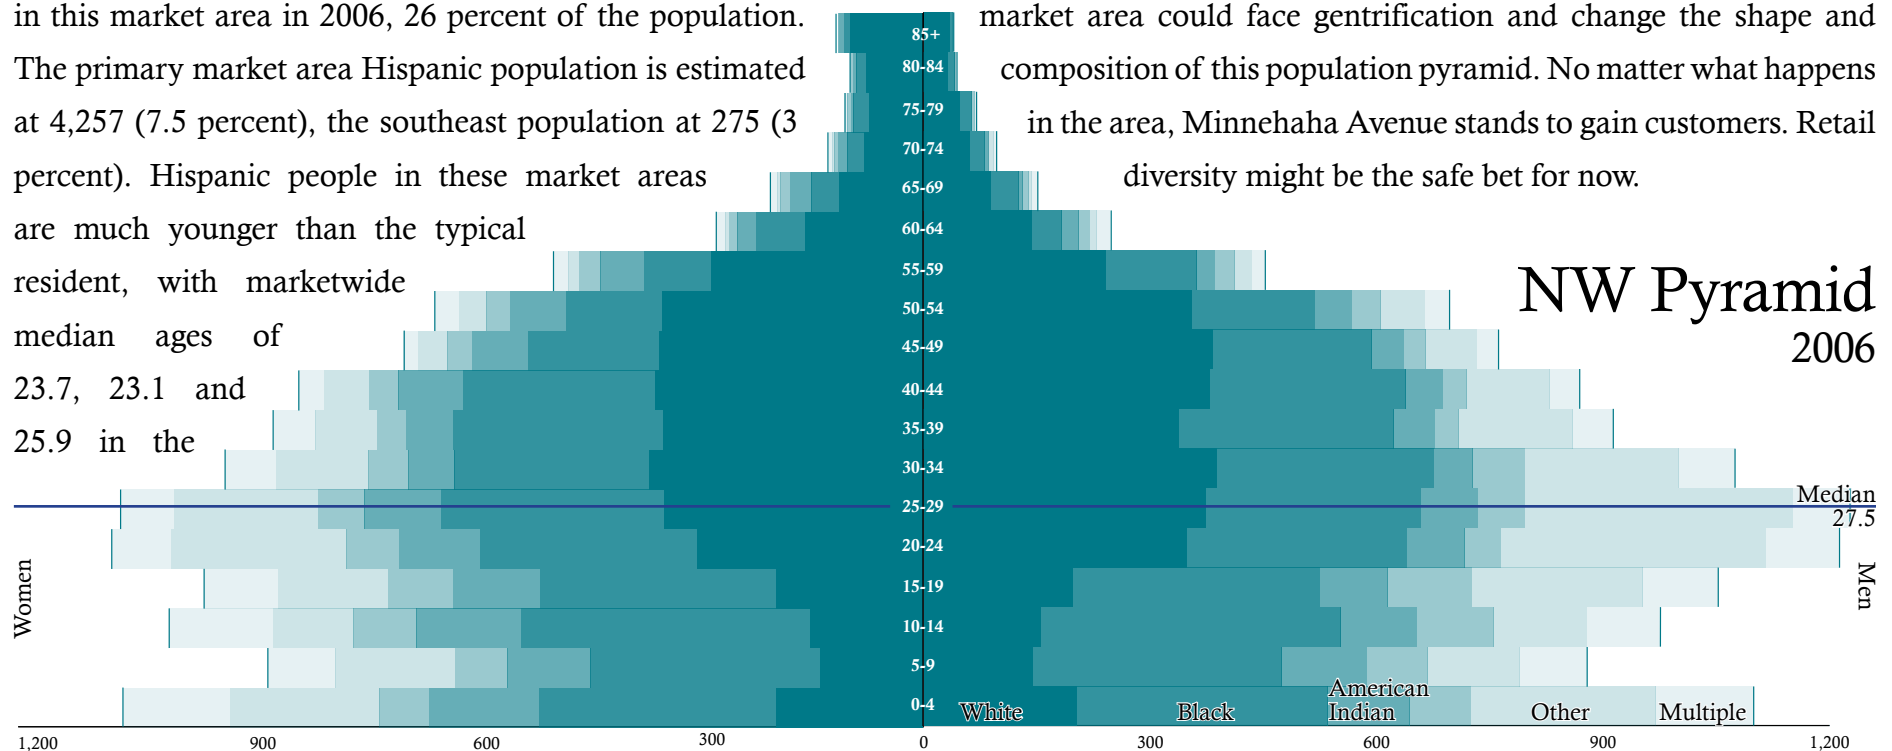 in this market area in 2006, 26 percent of the population.
The primary market area Hispanic population is estimated
at 4,257 (7.5 percent), the southeast population at 275 (3
percent). Hispanic people in these market areas
are much younger than the typical
resident, with marketwide
median ages of
23.7, 23.1 and
25.9 in the
market area could face gentrification and change the shape and
composition of this population pyramid. No matter what happens
in the area, Minnehaha Avenue stands to gain customers. Retail
diversity might be the safe bet for now.
NW Pyramid
2006
85+
80-84
75-79
70-74
65-69
60-64
55-59
50-54
45-49
40-44
35-39
30-34
25-29
20-24
15-19
10-14
5-9
0-4
Median
27.5
Women
Men
White
Black
American
Indian
Other
Multiple
1,200
900
600
300
0
300
600
900
1,200